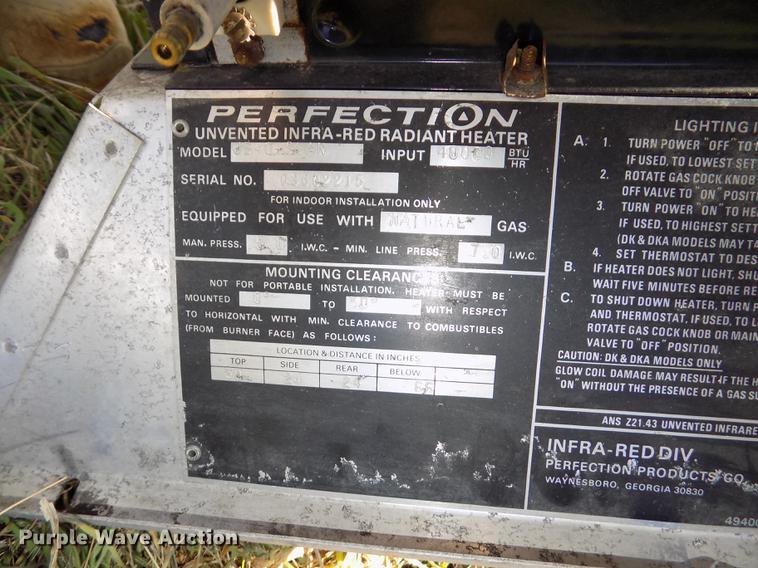 PERFECTION
UNVENTED INFRA-RED RADIANT HEATER
MODEL INPUT BTU HR
SERIAL NO.
FOR INDOOR INSTALLATION ONLY
EQUIPPED FOR USE WITH NATURAL GAS
MAN. PRESS. I.W.C. – MIN. LINE PRESS. I.W.C.
MOUNTING CLEARANCE
NOT FOR PORTABLE INSTALLATION. HEATER MUST BE
MOUNTED TO WITH RESPECT
TO HORIZONTAL WITH MIN. CLEARANCE TO COMBUSTIBLES
(FROM BURNER FACE) AS FOLLOWS:
LOCATION & DISTANCE IN INCHES
TOP SIDE REAR BELOW
LIGHTING I
A. 1. TURN POWER "OFF" TO
IF USED, TO LOWEST SET
2. ROTATE GAS COCK KNOB
OFF VALVE TO "ON" POSITION
3. TURN POWER "ON" TO HE
IF USED, TO HIGHEST SETT
(DK & DKA MODELS MAY TA
4. SET THERMOSTAT TO DES
B. IF HEATER DOES NOT LIGHT, SHU
WAIT FIVE MINUTES BEFORE RE
C. TO SHUT DOWN HEATER, TURN P
AND THERMOSTAT, IF USED, TO L
ROTATE GAS COCK KNOB OR MAIN
VALVE TO "OFF" POSITION.
CAUTION: DK & DKA MODELS ONLY
GLOW COIL DAMAGE MAY RESULT IF THE H
"ON" WITHOUT THE PRESENCE OF A GAS SU
ANS Z21.43 UNVENTED INFRARE
INFRA-RED DIV.
PERFECTION PRODUCTS CO.
WAYNESBORO, GEORGIA 30830
4940
Purple Wave Auction